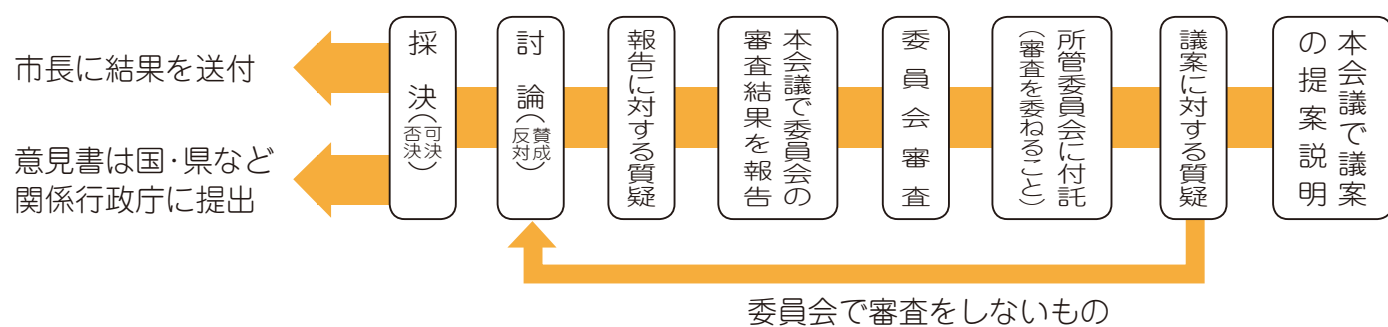 本会議で議案
の提案説明
議案に対する質疑
所管委員会に付託
（審査を委ねること）
委員会審査
本会議で委員会の
審査結果を報告
報告に対する質疑
討論（賛成
反対）
採決（可決
否決）
市長に結果を送付
意見書は国・県など
関係行政庁に提出
委員会で審査をしないもの